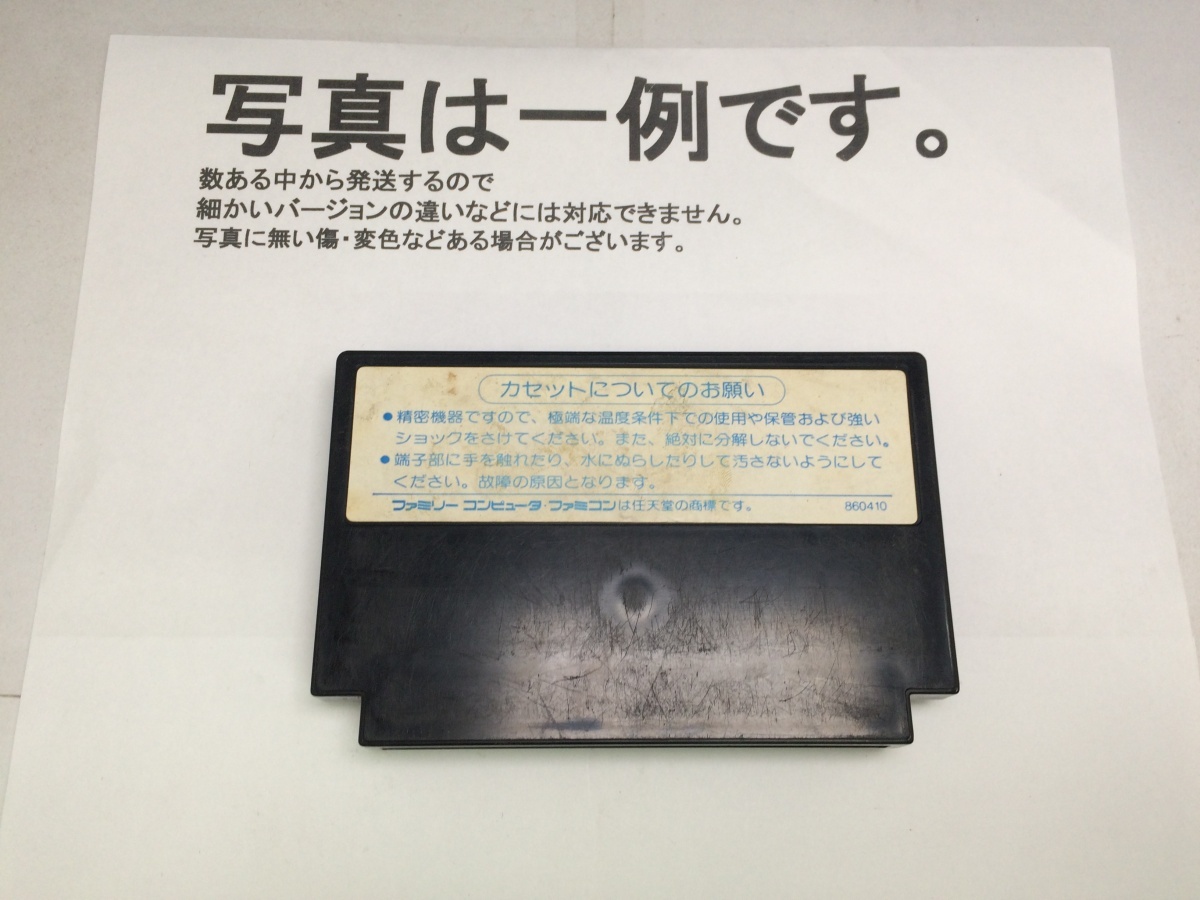 写真は一例です。
数ある中から発送するので
細かいバージョンの違いなどには対応できません。
写真に無い傷・変色などある場合がございます。
カセットについてのお願い
●精密機器ですので、極端な温度条件下での使用や保管および強い
ショックをさけてください。また、絶対に分解しないでください。
●端子部に手を触れたり、水にぬらしたりして汚さないようにして
ください。故障の原因となります。
ファミリーコンピュータ・ファミコンは任天堂の商標です。 860410